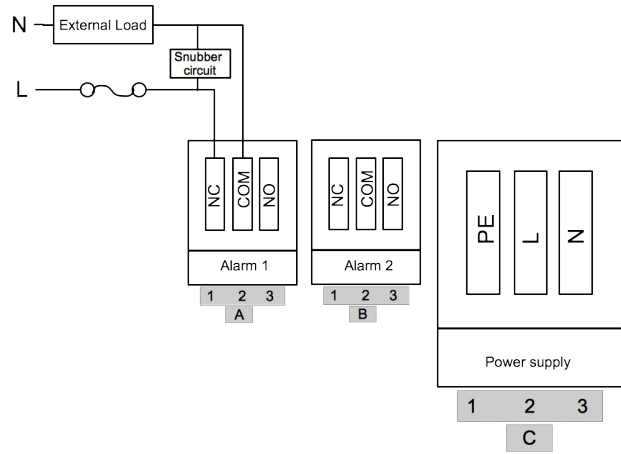 N
External Load
Snubber
circuit
L
NC
COM
NO
NC
COM
NO
PE
L
N
Alarm 1
Alarm 2
1 2 3
A
1 2 3
B
Power supply
1 2 3
C